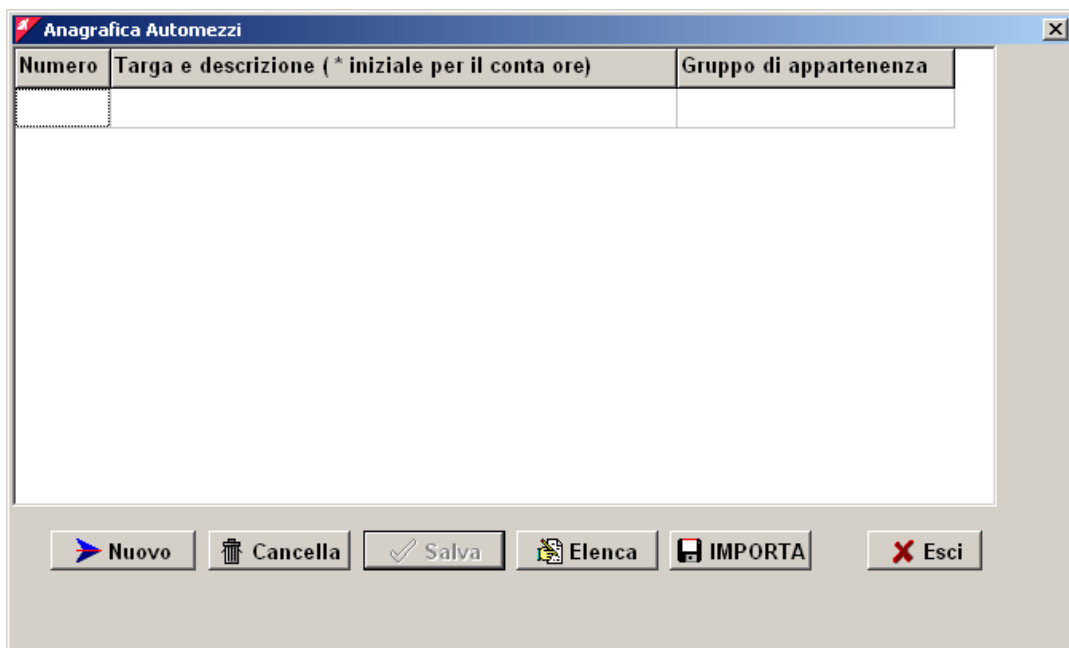 Anagrafica Automezzi
Numero Targa e descrizione ( * iniziale per il conta ore) Gruppo di appartenenza
Nuovo Cancella Salva Elenca IMPORTA Esci